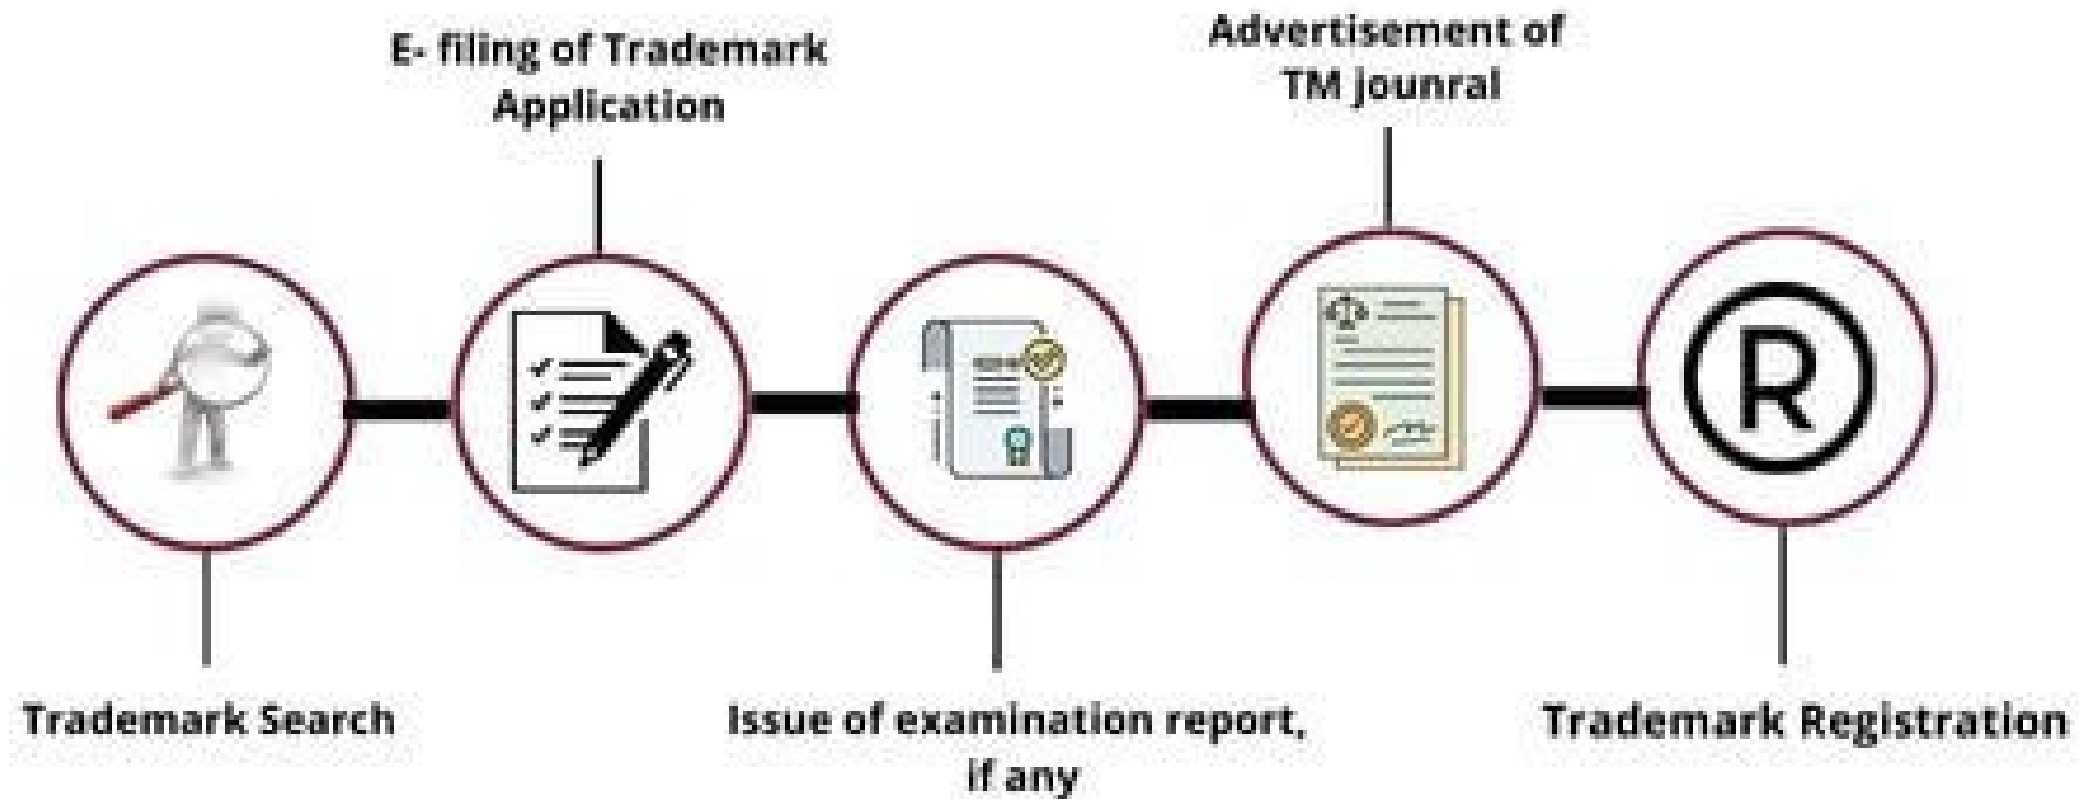 E- filing of Trademark
Application
Advertisement of
TM jounral
R
Trademark Search
Issue of examination report,
if any
Trademark Registration